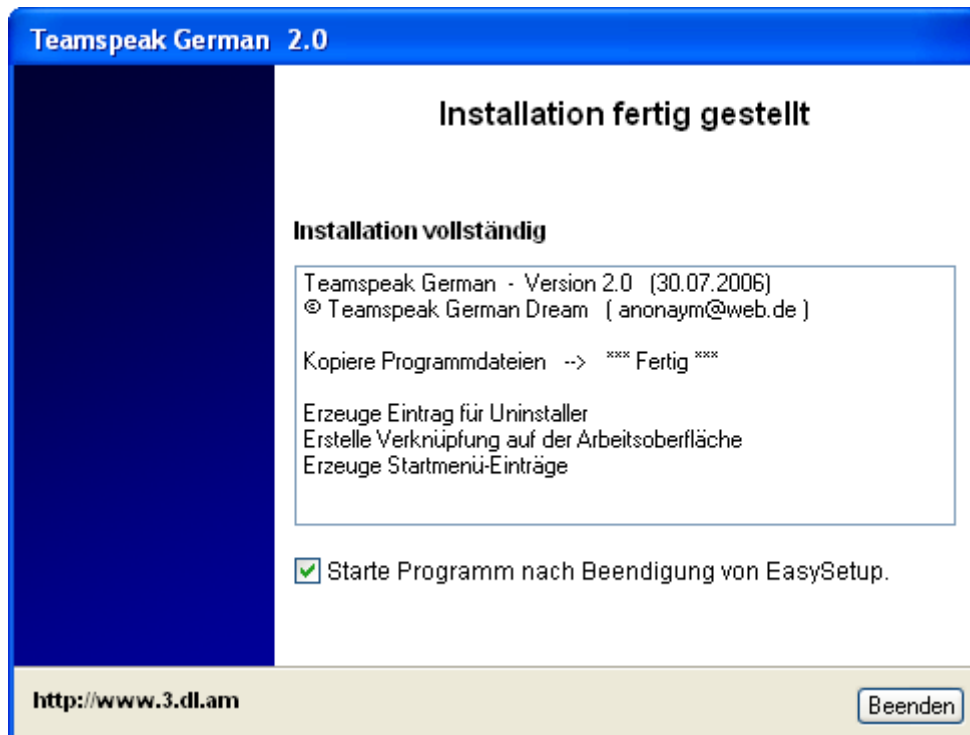 Teamspeak German 2.0
Installation fertig gestellt
Installation vollständig
Teamspeak German - Version 2.0 (30.07.2006)
© Teamspeak German Dream ( anonaym@web.de )
Kopiere Programmdateien --> *** Fertig ***
Erzeuge Eintrag für Uninstaller
Erstelle Verknüpfung auf der Arbeitsoberfläche
Erzeuge Startmenü-Einträge
Starte Programm nach Beendigung von EasySetup.
http://www.3.dl.am
Beenden